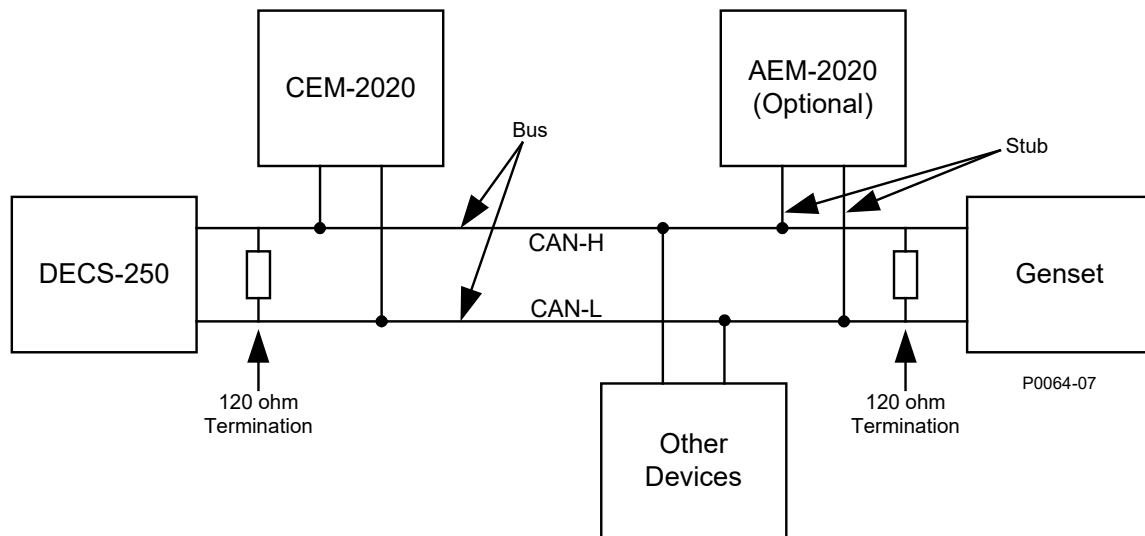 CEM-2020
AEM-2020
(Optional)
Bus
Stub
DECS-250
CAN-H
Genset
CAN-L
P0064-07
120 ohm
Termination
120 ohm
Termination
Other
Devices